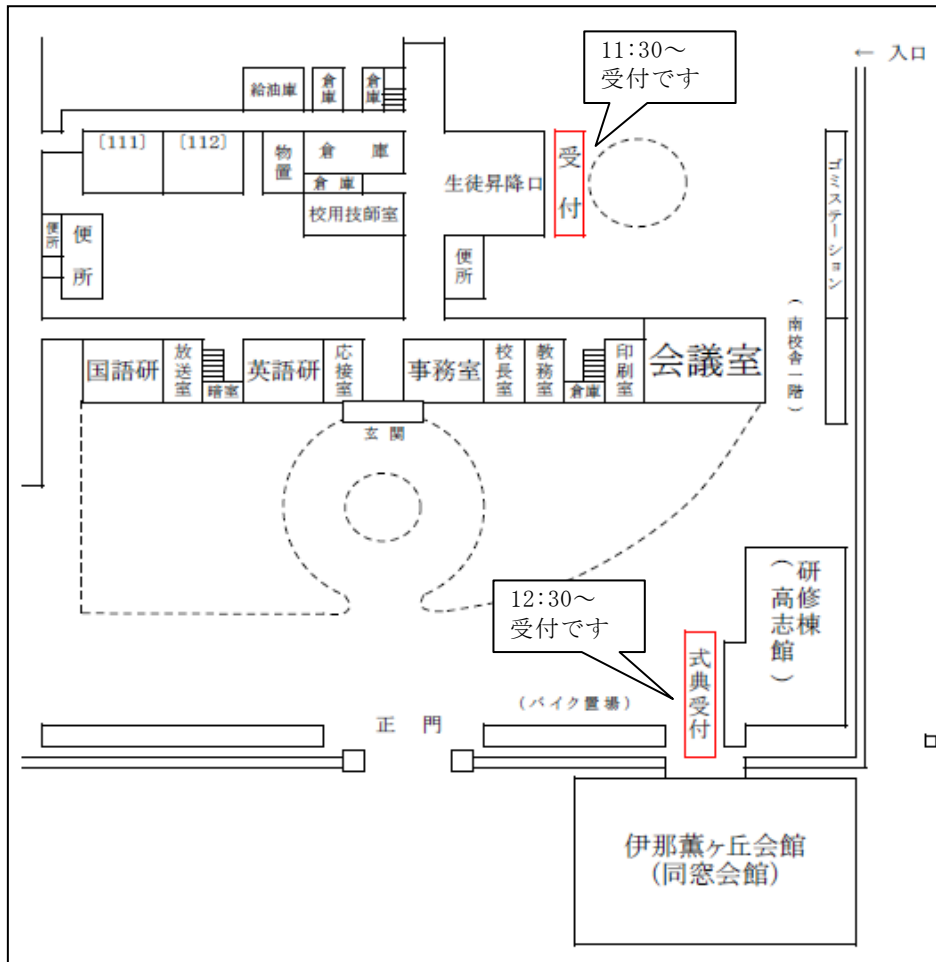 11:30～
受付です
← 入口
給油庫
倉庫
倉庫
〔111〕
〔112〕
物置
倉　庫
倉庫
校用技師室
生徒昇降口
受付
ゴミステーション
便所
便所
便所
（南校舎一階）
国語研
放送室
暗室
英語研
応接室
事務室
校長室
教務室
倉庫
印刷室
会議室
玄関
12:30～
受付です
研修棟
（高志館）
式典受付
（バイク置場）
正　門
伊那薫ヶ丘会館
(同窓会館)